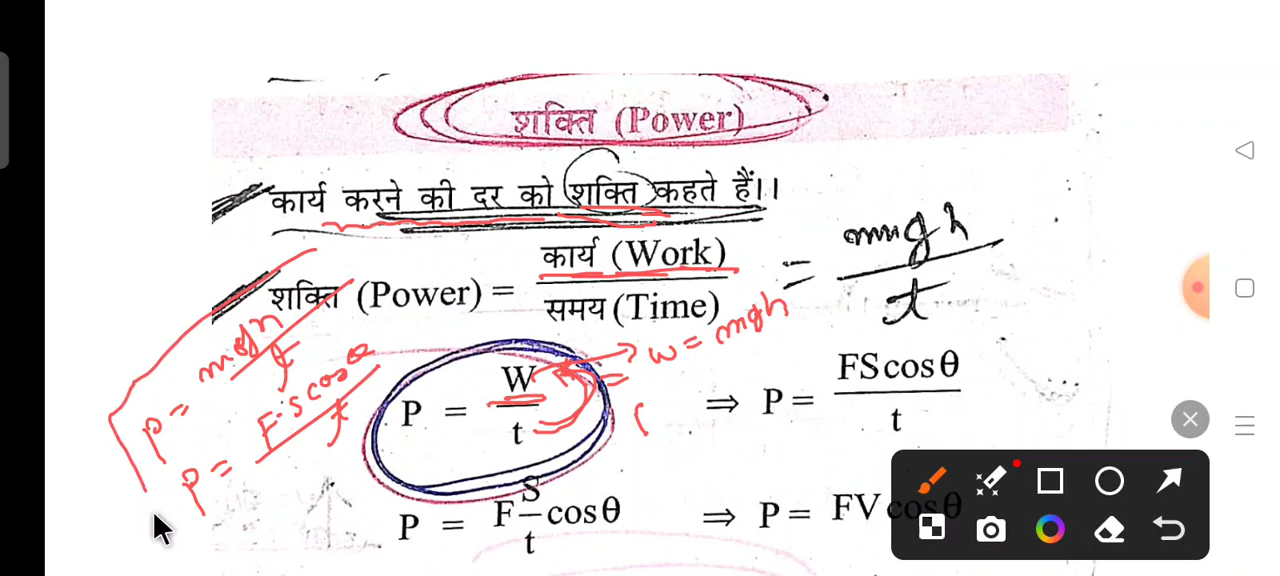 शक्ति (Power)
कार्य करने की दर को शक्ति कहते हैं।।
शक्ति (Power) = कार्य (Work) / समय (Time) = mgh / t
P = mgh / t
P = F.S cosθ / t
P = W / t
W = mgh
⇒ P = FS cosθ / t
P = F S/t cosθ
⇒ P = FV cosθ